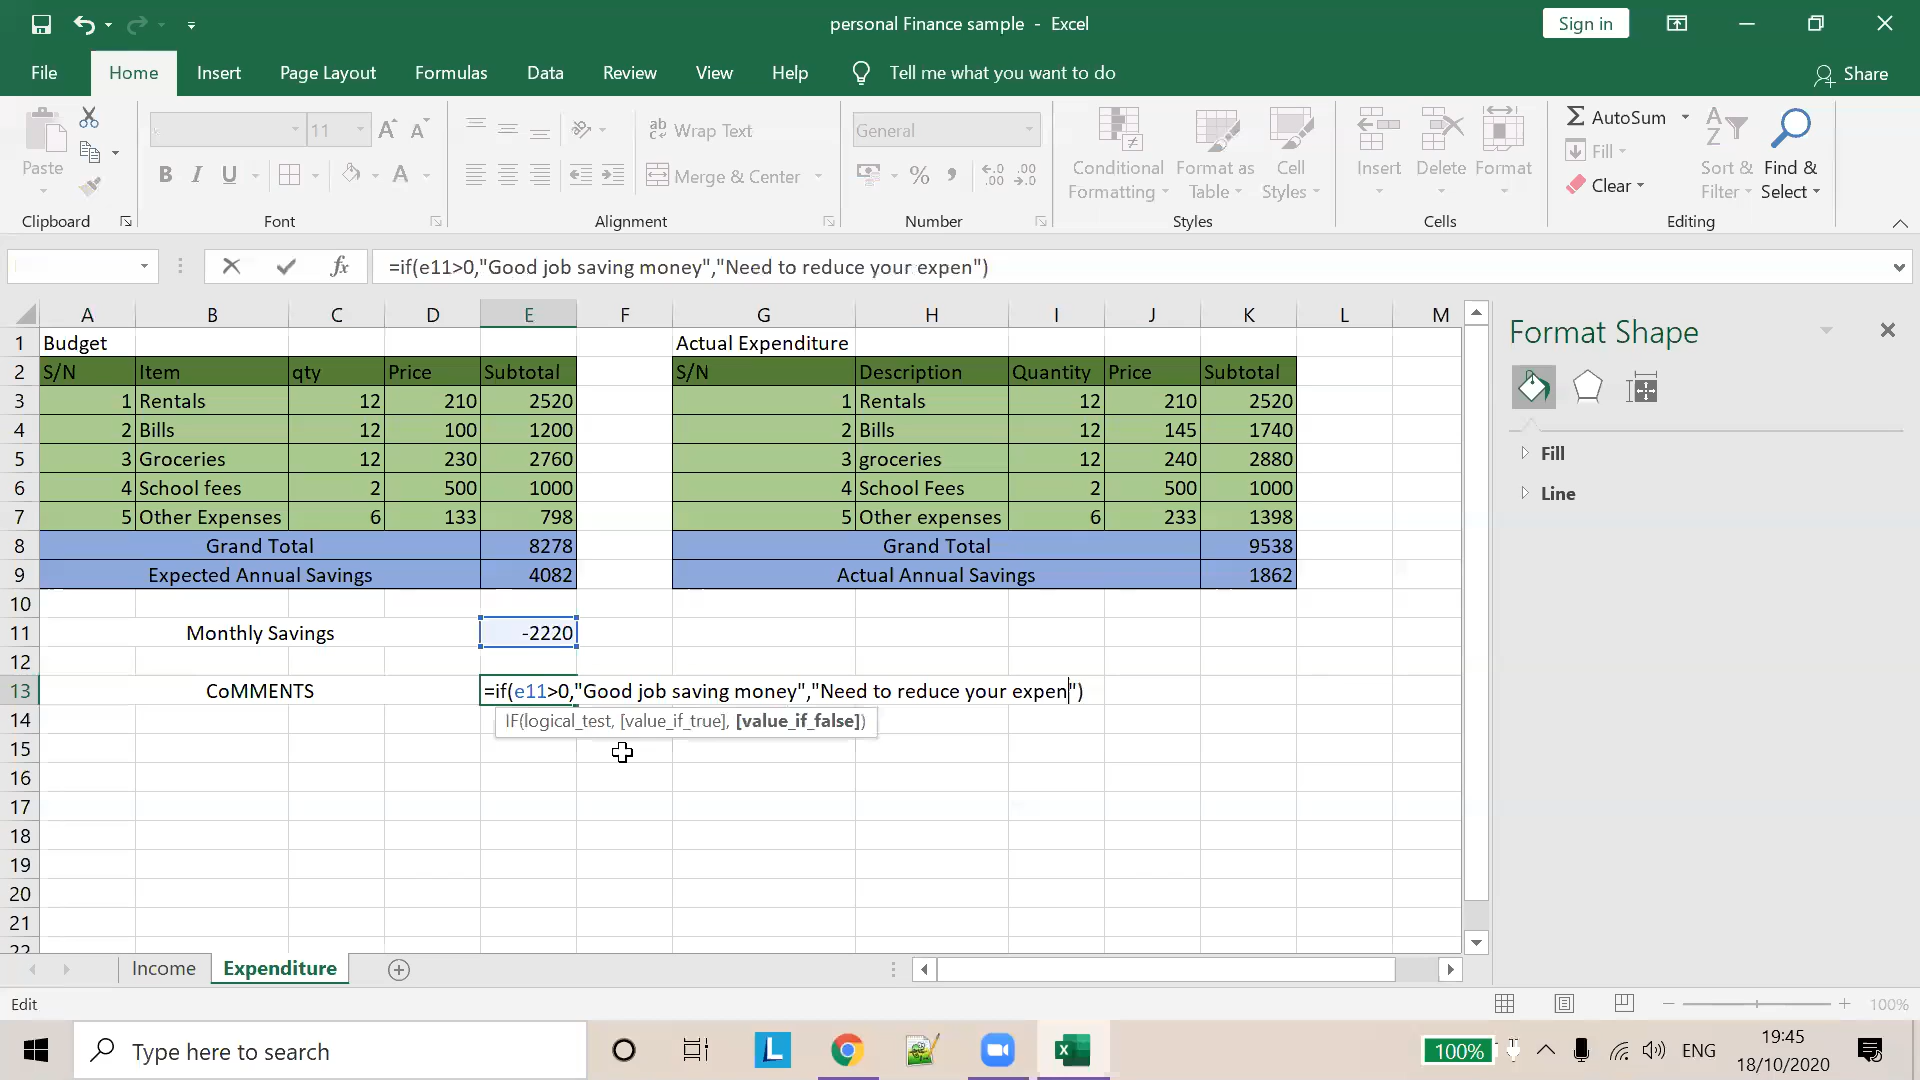 personal Finance sample - Excel
Sign in
File Home Insert Page Layout Formulas Data Review View Help Tell me what you want to do Share
Paste
11
Wrap Text
Merge & Center
General
Conditional Formatting
Format as Table
Cell Styles
Insert Delete Format
AutoSum
Fill
Clear
Sort & Filter
Find & Select
Clipboard Font Alignment Number Styles Cells Editing
=if(e11>0,"Good job saving money","Need to reduce your expen")
A B C D E F G H I J K L M
1 Budget Actual Expenditure
2 S/N Item qty Price Subtotal S/N Description Quantity Price Subtotal
3 1 Rentals 12 210 2520 1 Rentals 12 210 2520
4 2 Bills 12 100 1200 2 Bills 12 145 1740
5 3 Groceries 12 230 2760 3 groceries 12 240 2880
6 4 School fees 2 500 1000 4 School Fees 2 500 1000
7 5 Other Expenses 6 133 798 5 Other expenses 6 233 1398
8 Grand Total 8278 Grand Total 9538
9 Expected Annual Savings 4082 Actual Annual Savings 1862
10
11 Monthly Savings -2220
12
13 CoMMENTS =if(e11>0,"Good job saving money","Need to reduce your expen")
14 IF(logical_test, [value_if_true], [value_if_false])
15
16
17
18
19
20
21
22
Format Shape
Fill
Line
Income Expenditure
Edit
100%
Type here to search
100%
ENG
19:45
18/10/2020